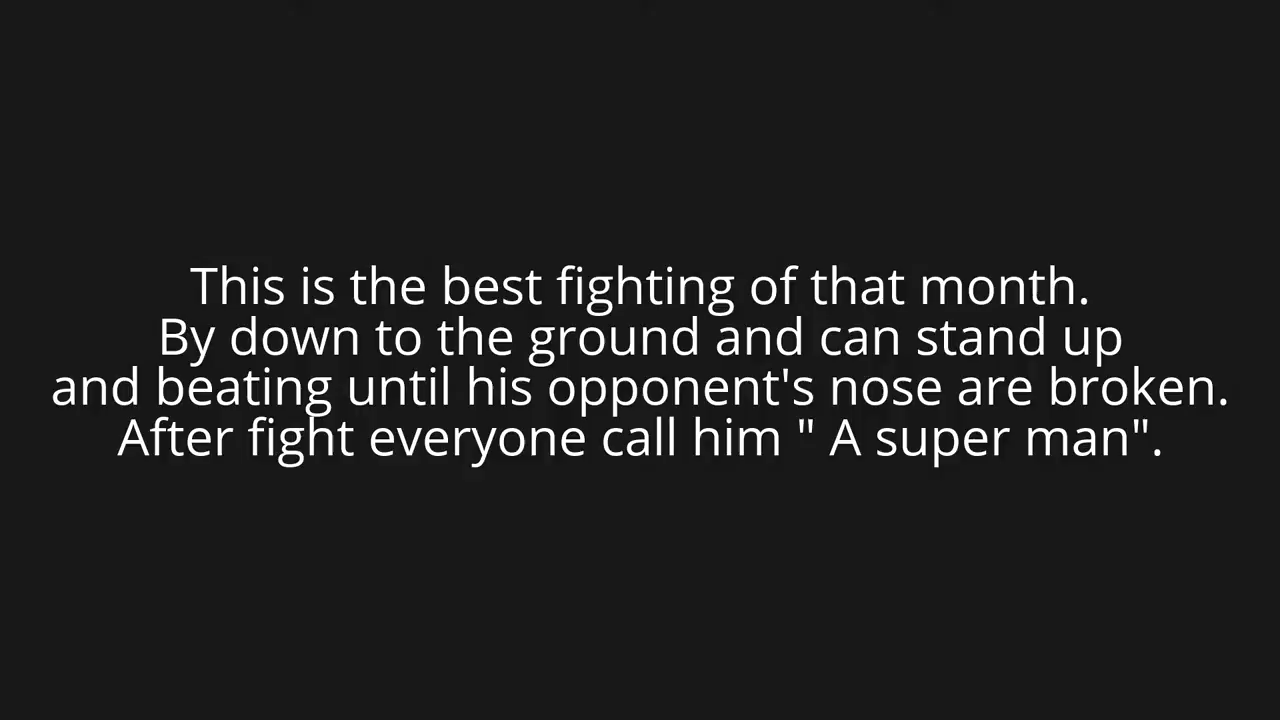 This is the best fighting of that month.
By down to the ground and can stand up
and beating until his opponent's nose are broken.
After fight everyone call him " A super man".